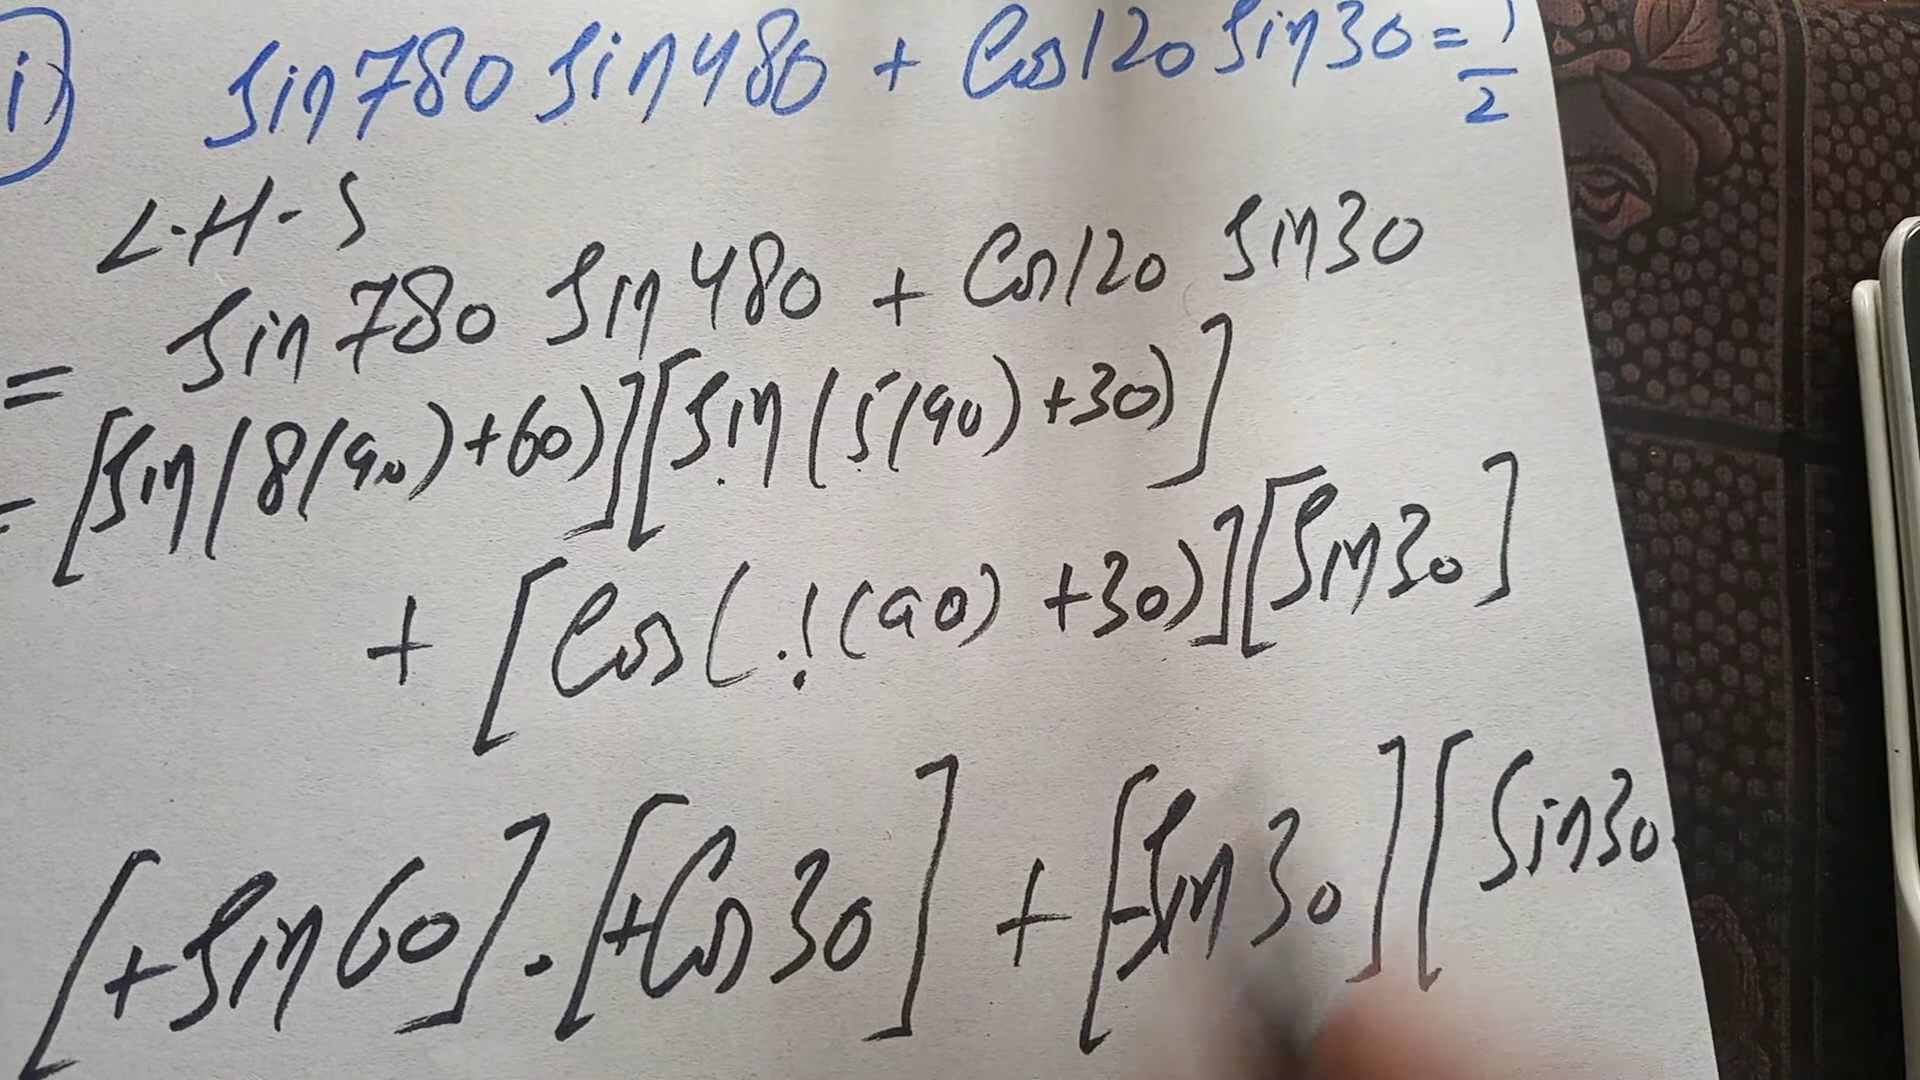 i) Sin780 Sin480 + Cos120 Sin30 = 1/2
L.H.S
= Sin780 Sin480 + Cos120 Sin30
= [Sin(8(90)+60)][Sin(5(90)+30)]
+ [Cos(1(90)+30)][Sin30]
[+Sin60].[+Cos30] + [-Sin30][Sin30